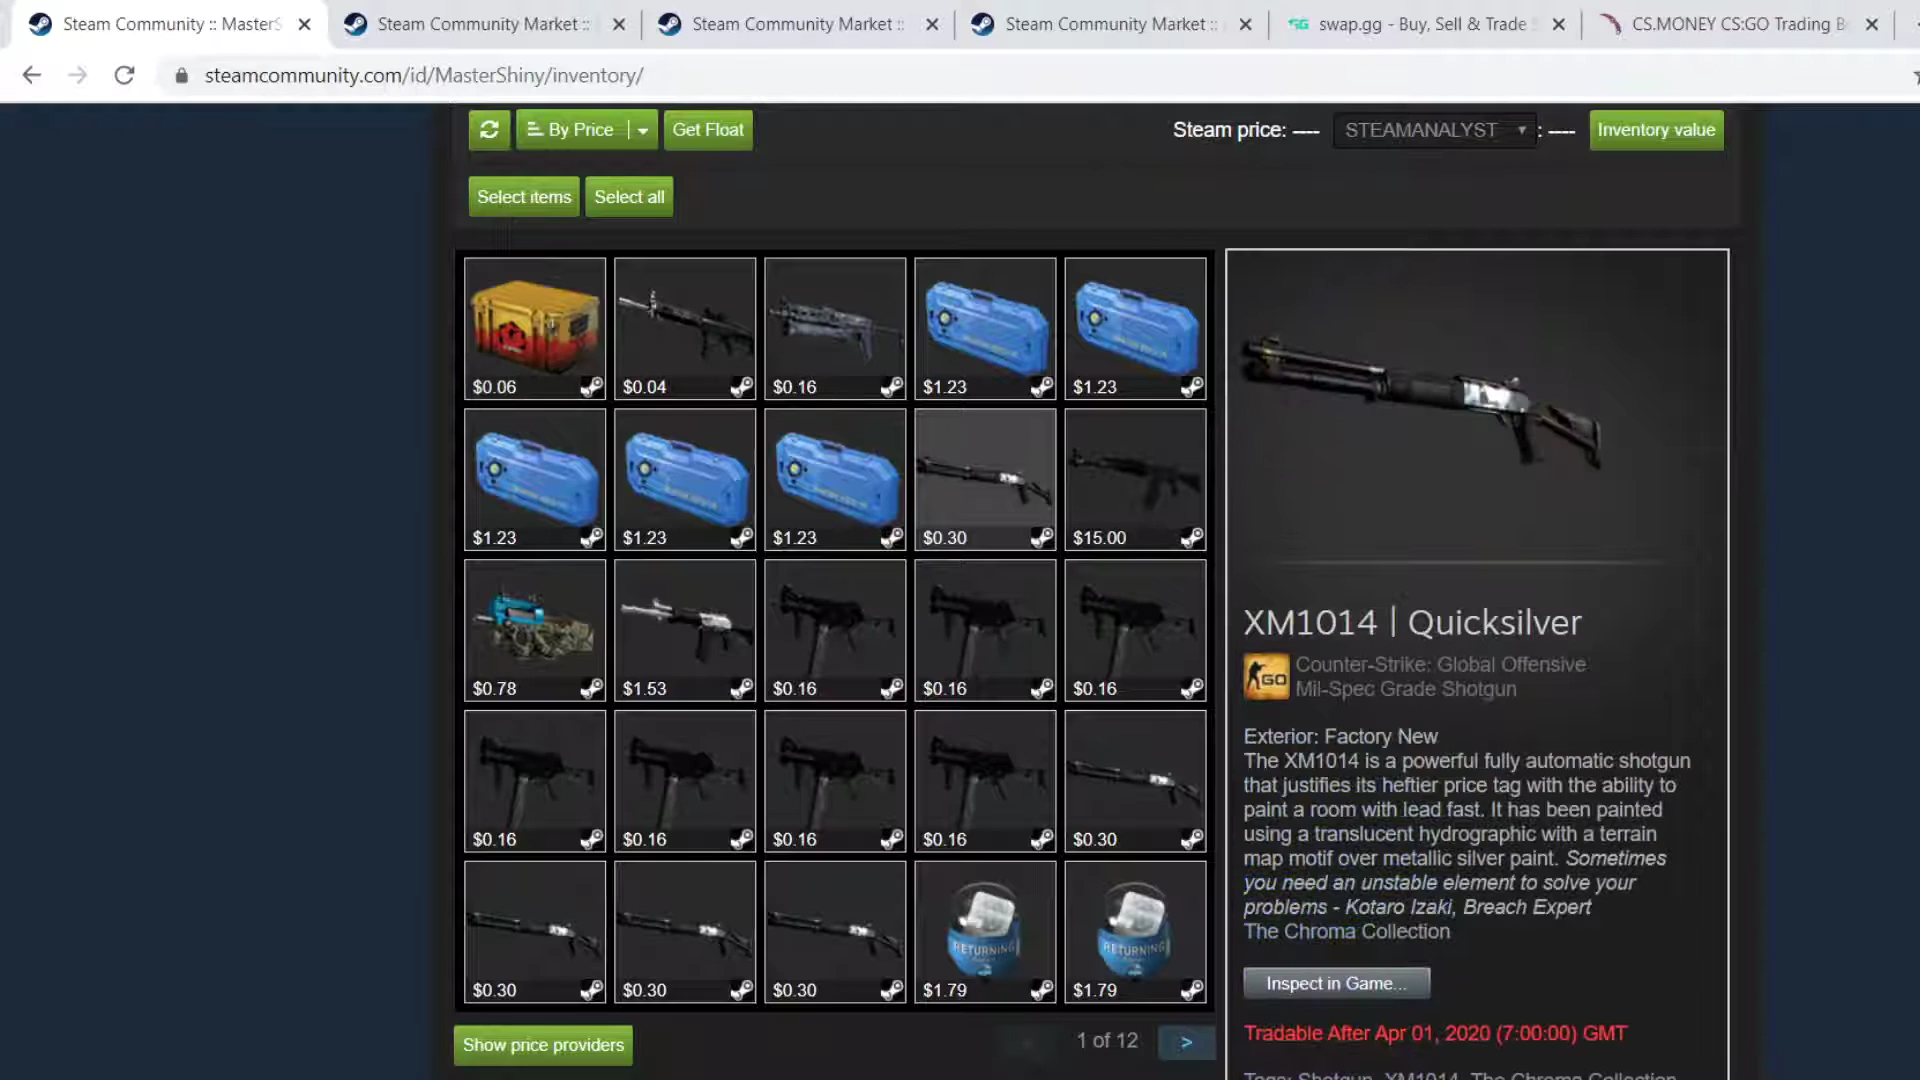 Steam Community :: MasterS
Steam Community Market ::
Steam Community Market ::
Steam Community Market ::
swap.gg - Buy, Sell & Trade
CS.MONEY CS:GO Trading B
steamcommunity.com/id/MasterShiny/inventory/
By Price
Get Float
Steam price: ----
STEAMANALYST
: ----
Inventory value
Select items
Select all
$0.06
$0.04
$0.16
$1.23
$1.23
$1.23
$1.23
$1.23
$0.30
$15.00
$0.78
$1.53
$0.16
$0.16
$0.16
$0.16
$0.16
$0.16
$0.16
$0.30
$0.30
$0.30
$0.30
RETURNING
$1.79
RETURNING
$1.79
Show price providers
1 of 12
>
XM1014 | Quicksilver
GO
Counter-Strike: Global Offensive
Mil-Spec Grade Shotgun
Exterior: Factory New
The XM1014 is a powerful fully automatic shotgun
that justifies its heftier price tag with the ability to
paint a room with lead fast. It has been painted
using a translucent hydrographic with a terrain
map motif over metallic silver paint. Sometimes
you need an unstable element to solve your
problems - Kotaro Izaki, Breach Expert
The Chroma Collection
Inspect in Game...
Tradable After Apr 01, 2020 (7:00:00) GMT
Tags: Shotgun, XM1014, The Chroma Collection,